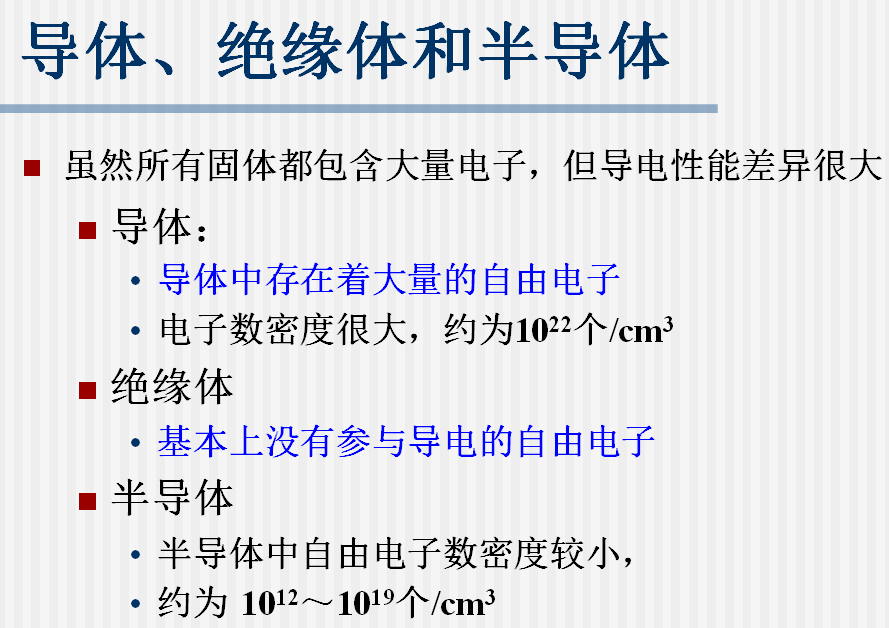 导体、绝缘体和半导体
■ 虽然所有固体都包含大量电子，但导电性能差异很大
■ 导体：
• 导体中存在着大量的自由电子
• 电子数密度很大，约为10²²个/cm³
■ 绝缘体
• 基本上没有参与导电的自由电子
■ 半导体
• 半导体中自由电子数密度较小，
• 约为 10¹²～10¹⁹个/cm³